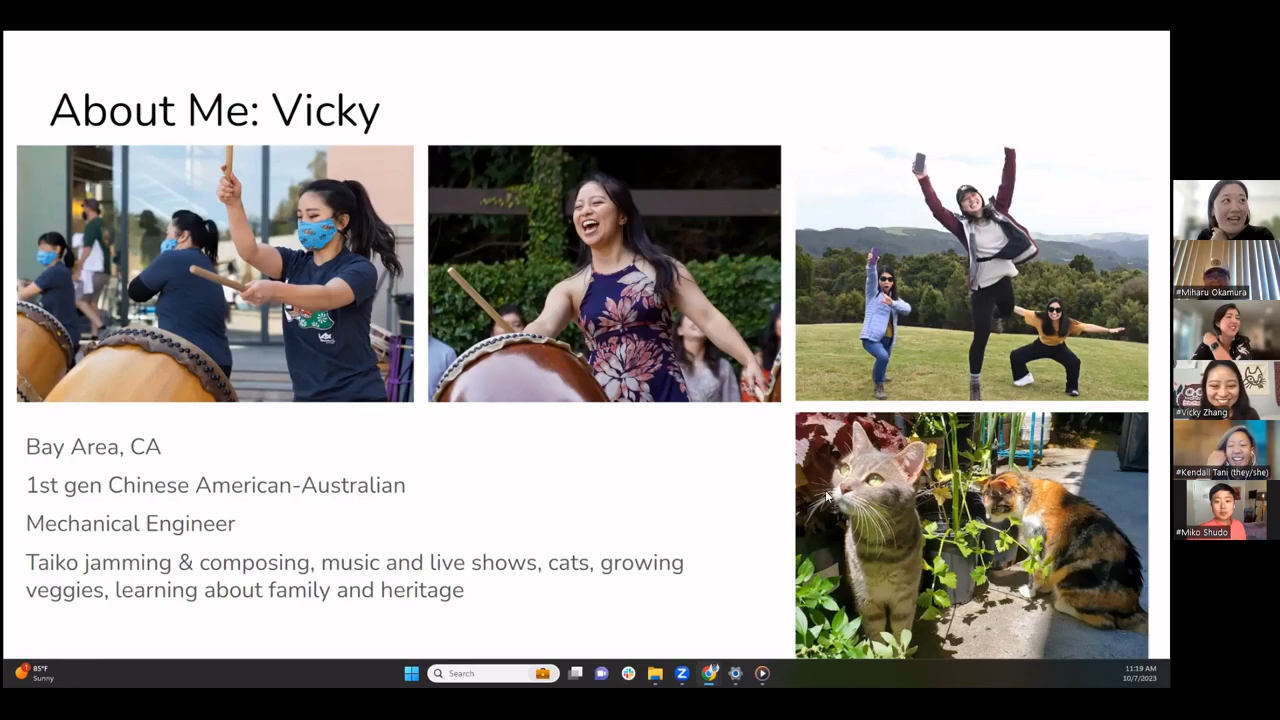 About Me: Vicky
Bay Area, CA
1st gen Chinese American-Australian
Mechanical Engineer
Taiko jamming & composing, music and live shows, cats, growing
veggies, learning about family and heritage
#Miharu Okamura
#Vicky Zhang
#Kendall Tani (they/she)
#Miko Shudo
1
85°F
Sunny
Search
11:19 AM
10/7/2023